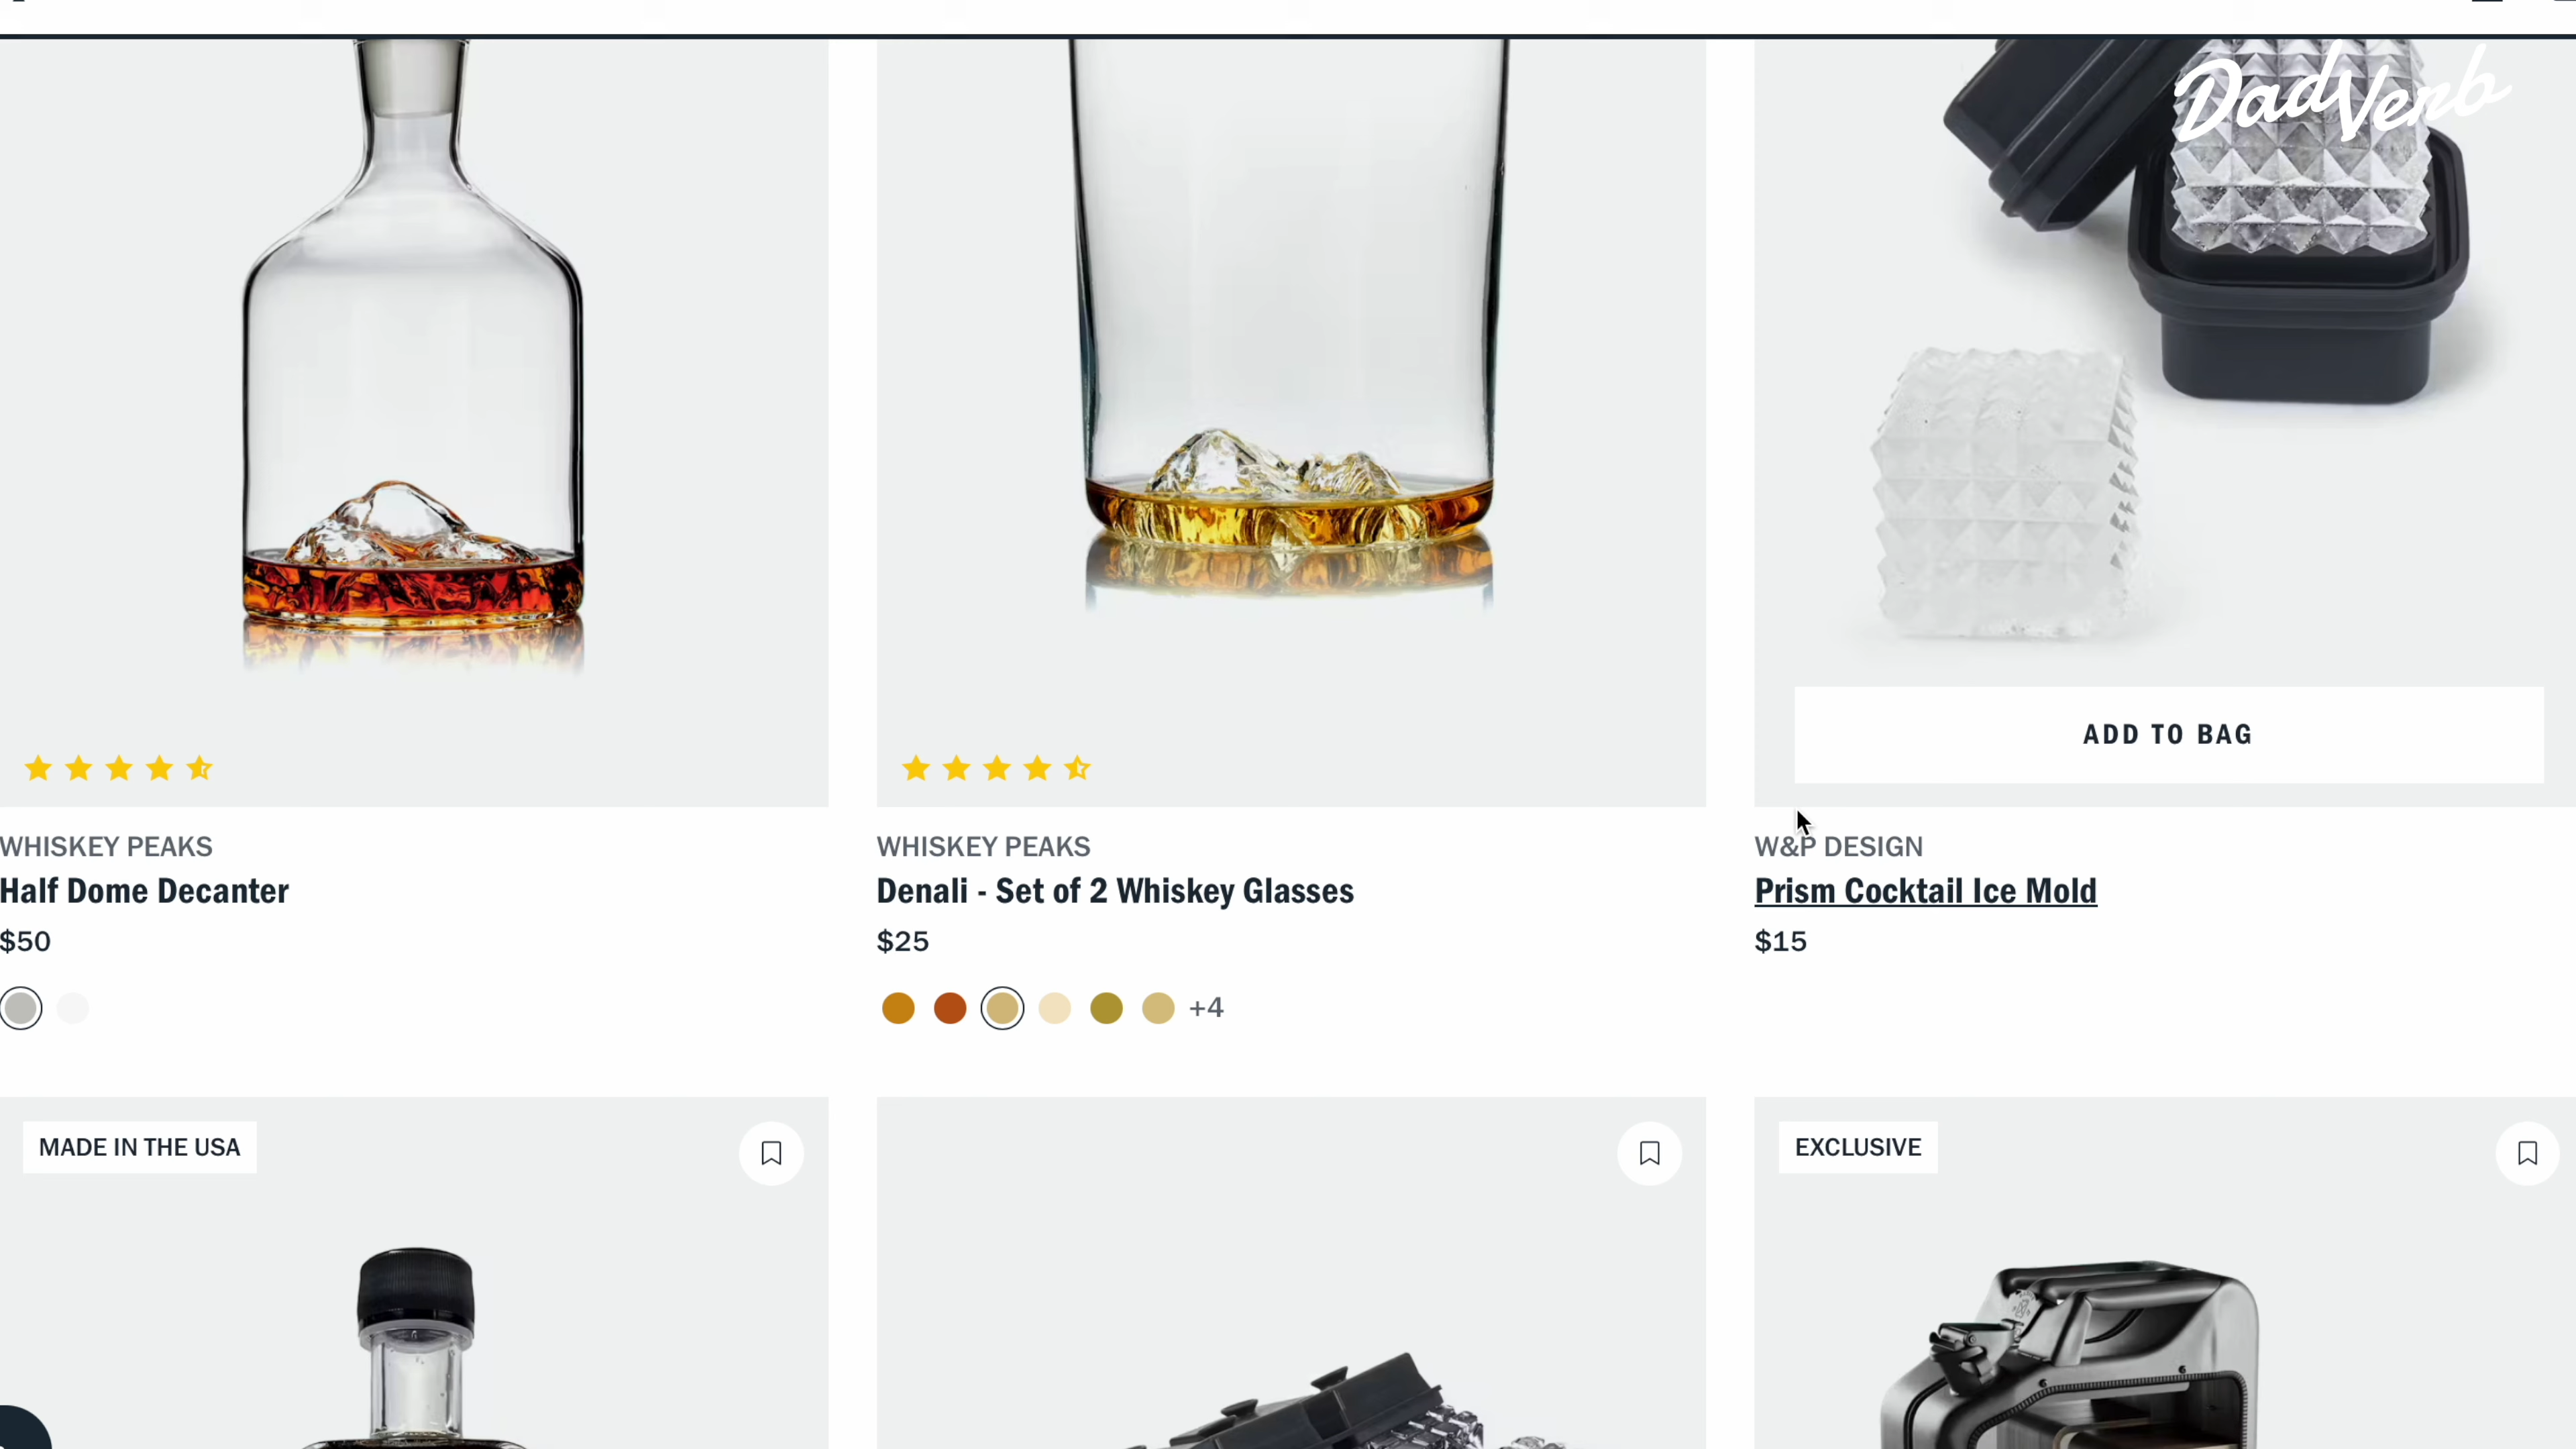 DadVerb
ADD TO BAG
WHISKEY PEAKS
Half Dome Decanter
$50
WHISKEY PEAKS
Denali - Set of 2 Whiskey Glasses
$25
+4
W&P DESIGN
Prism Cocktail Ice Mold
$15
MADE IN THE USA
EXCLUSIVE